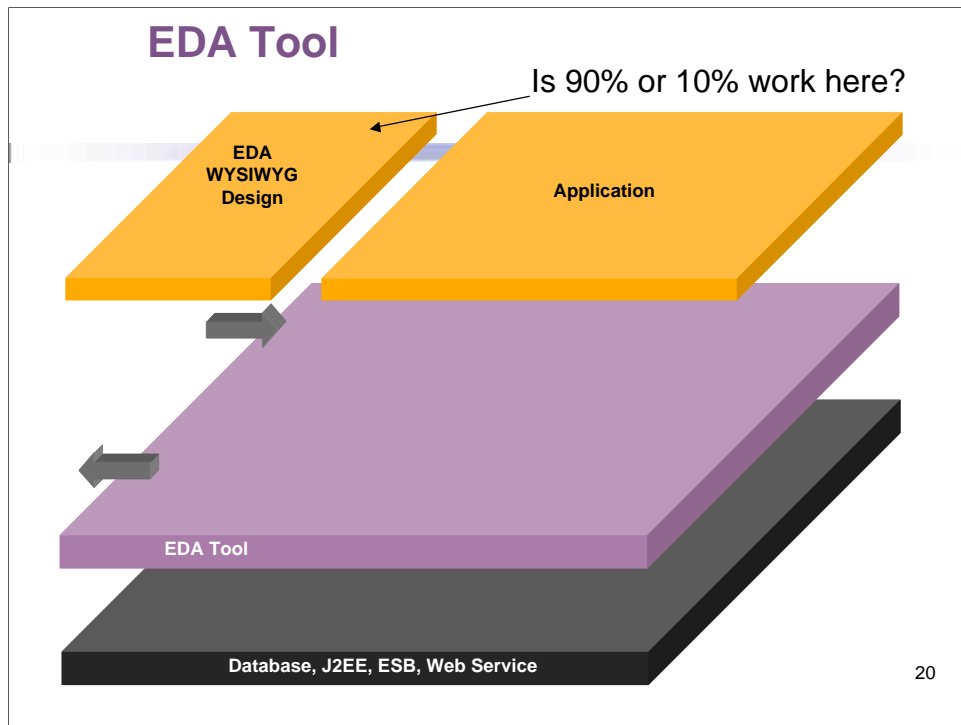 EDA Tool
Is 90% or 10% work here?
EDA
WYSIWYG
Design
Application
EDA Tool
Database, J2EE, ESB, Web Service
20